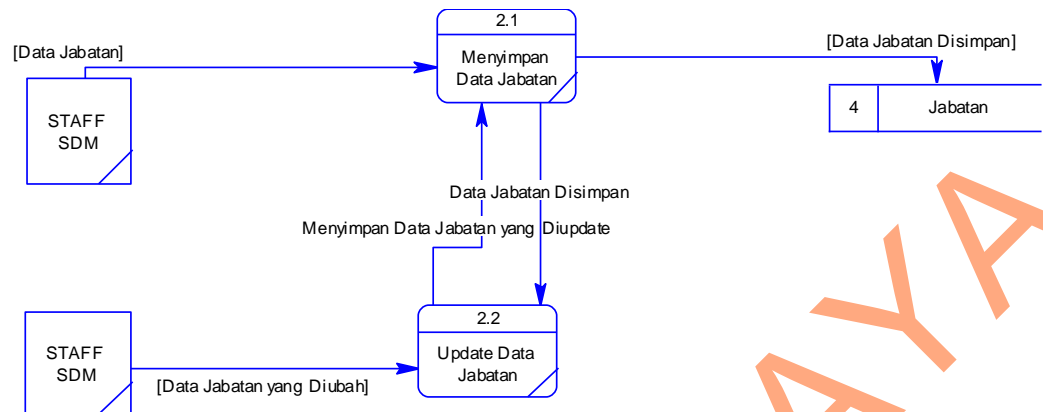 2.1
[Data Jabatan]
Menyimpan
Data Jabatan
[Data Jabatan Disimpan]
STAFF
SDM
4
Jabatan
Data Jabatan Disimpan
Menyimpan Data Jabatan yang Diupdate
2.2
STAFF
SDM
Update Data
Jabatan
[Data Jabatan yang Diubah]
AYA